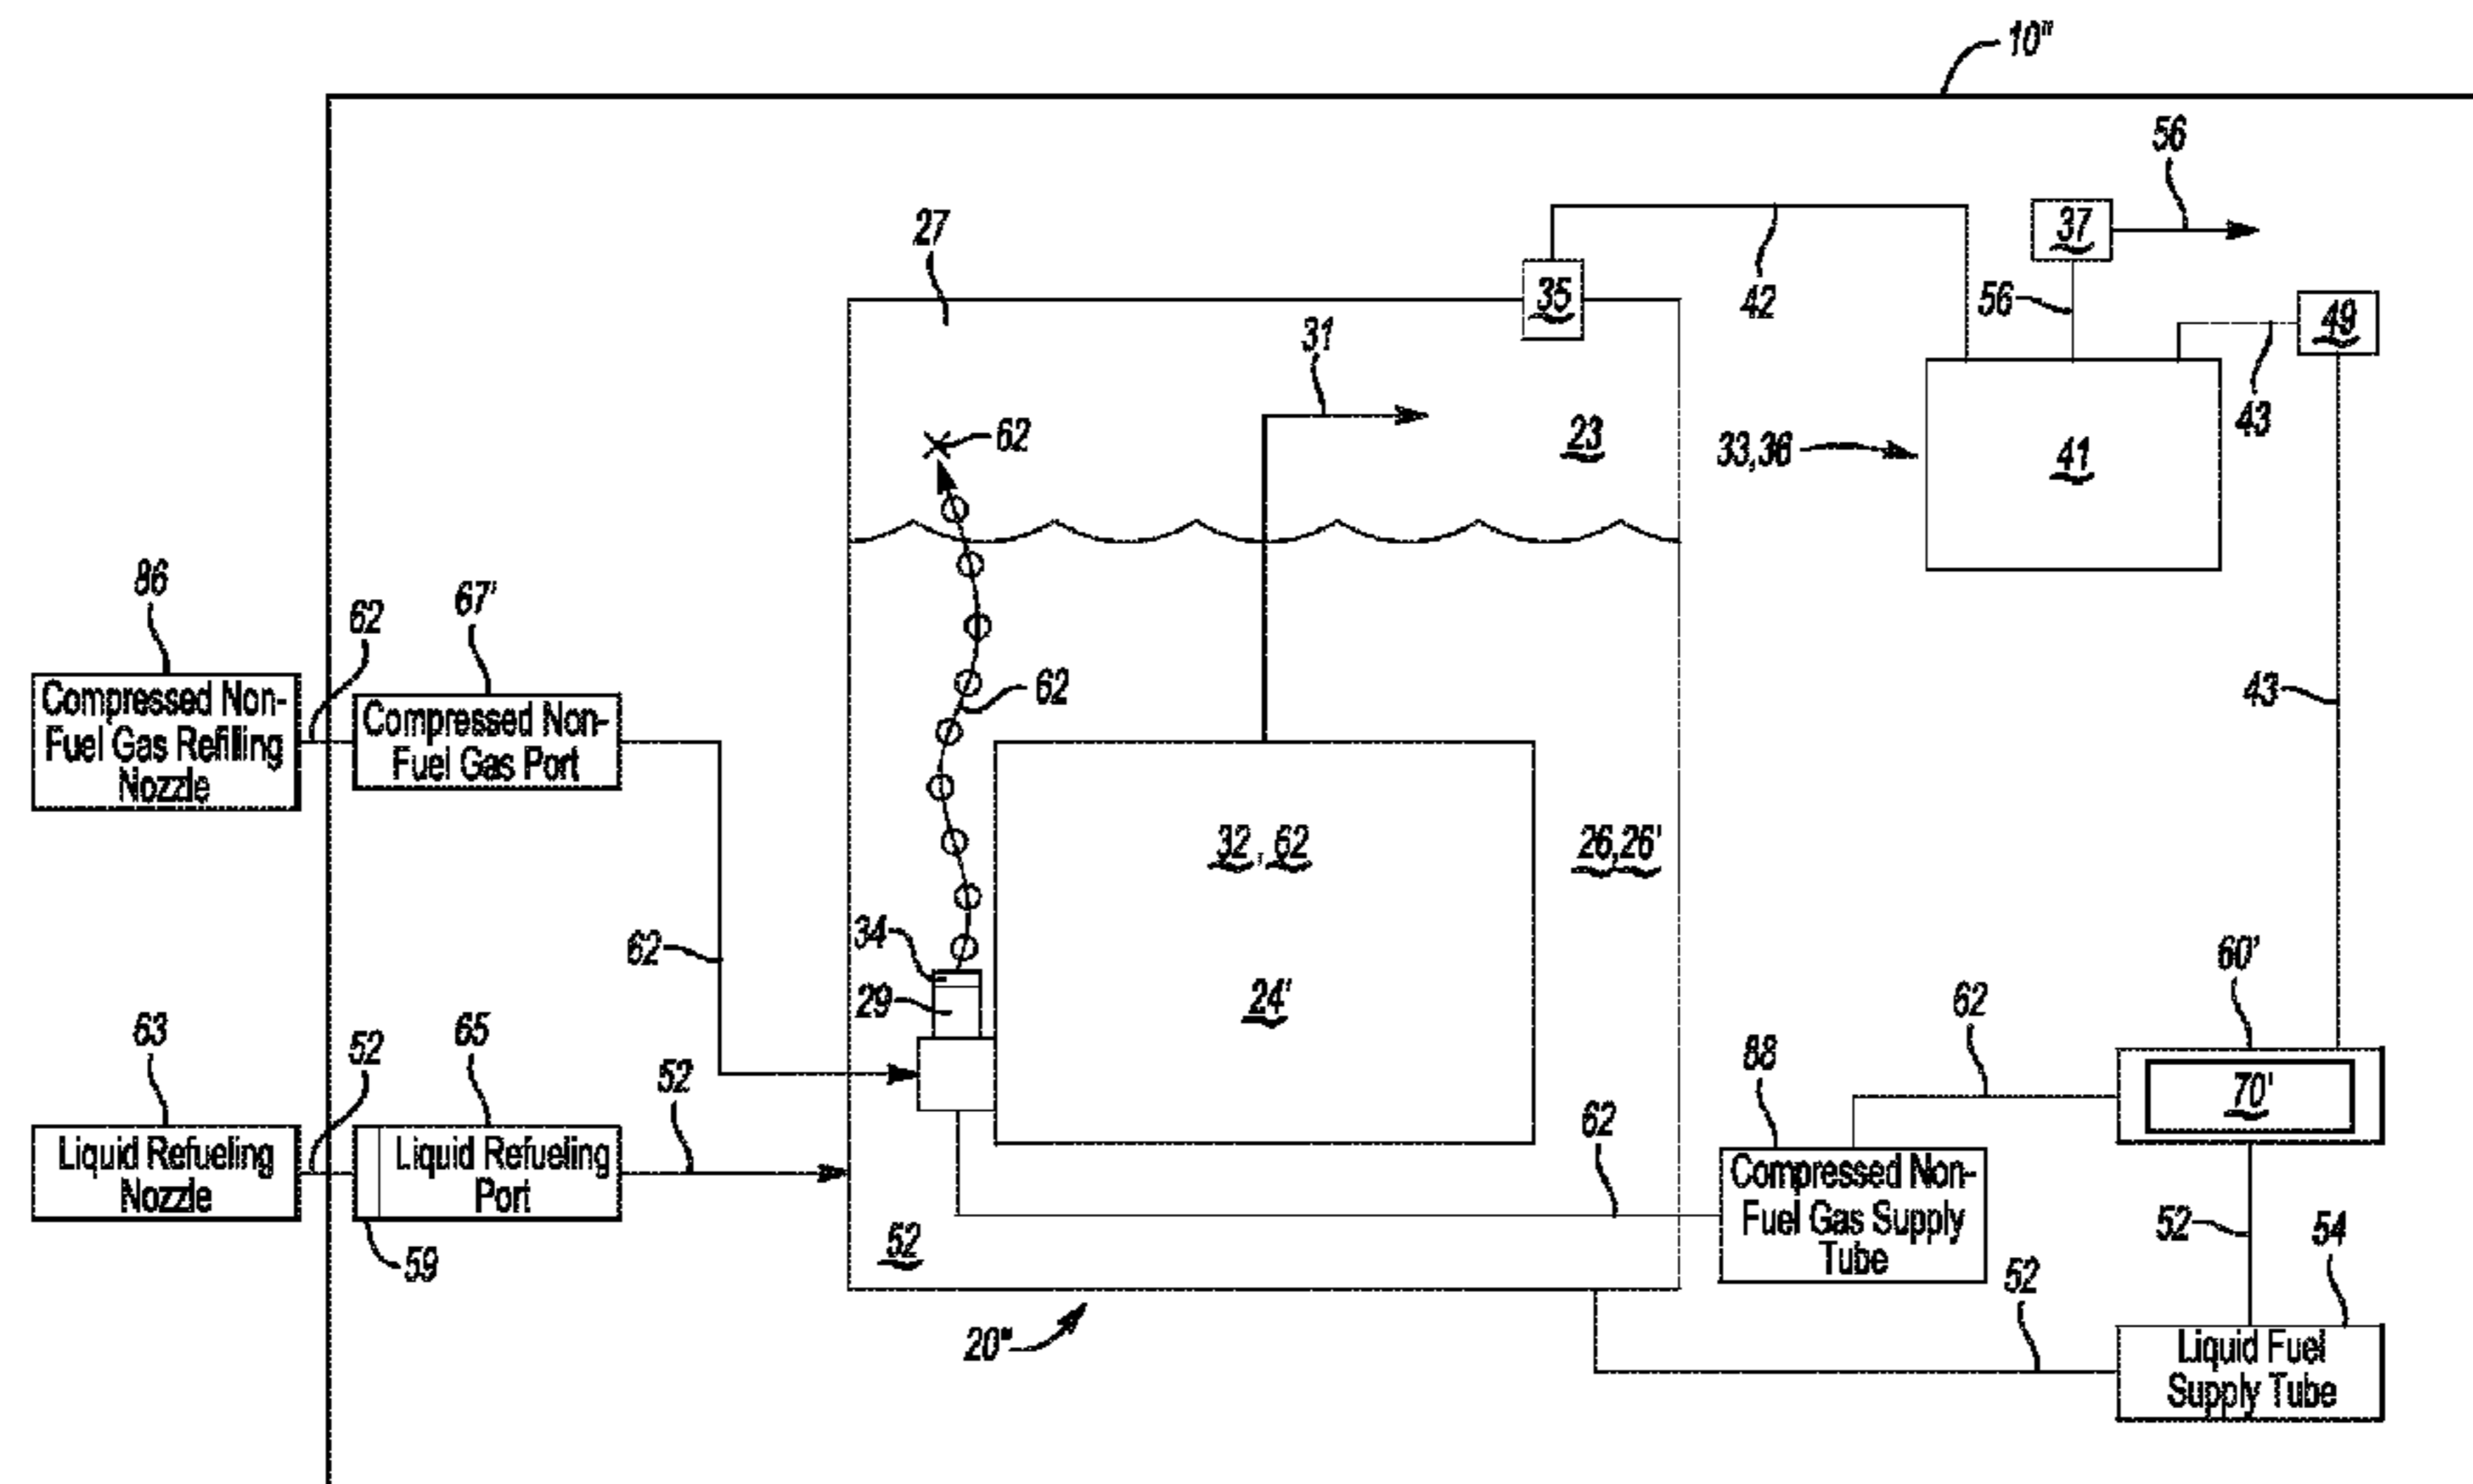 10"
56
27
37
35
42
56
49
31
43
62
23
33,36
41
86
62
67'
Compressed Non-
Fuel Gas Refilling
Nozzle
Compressed Non-
Fuel Gas Port
62
43
32, 62
26,26'
34
62
29
24'
60'
62
63
52
65
52
88
70'
62
Liquid Refueling
Nozzle
Liquid Refueling
Port
Compressed Non-
Fuel Gas Supply
Tube
59
52
52
54
52
20"
Liquid Fuel
Supply Tube